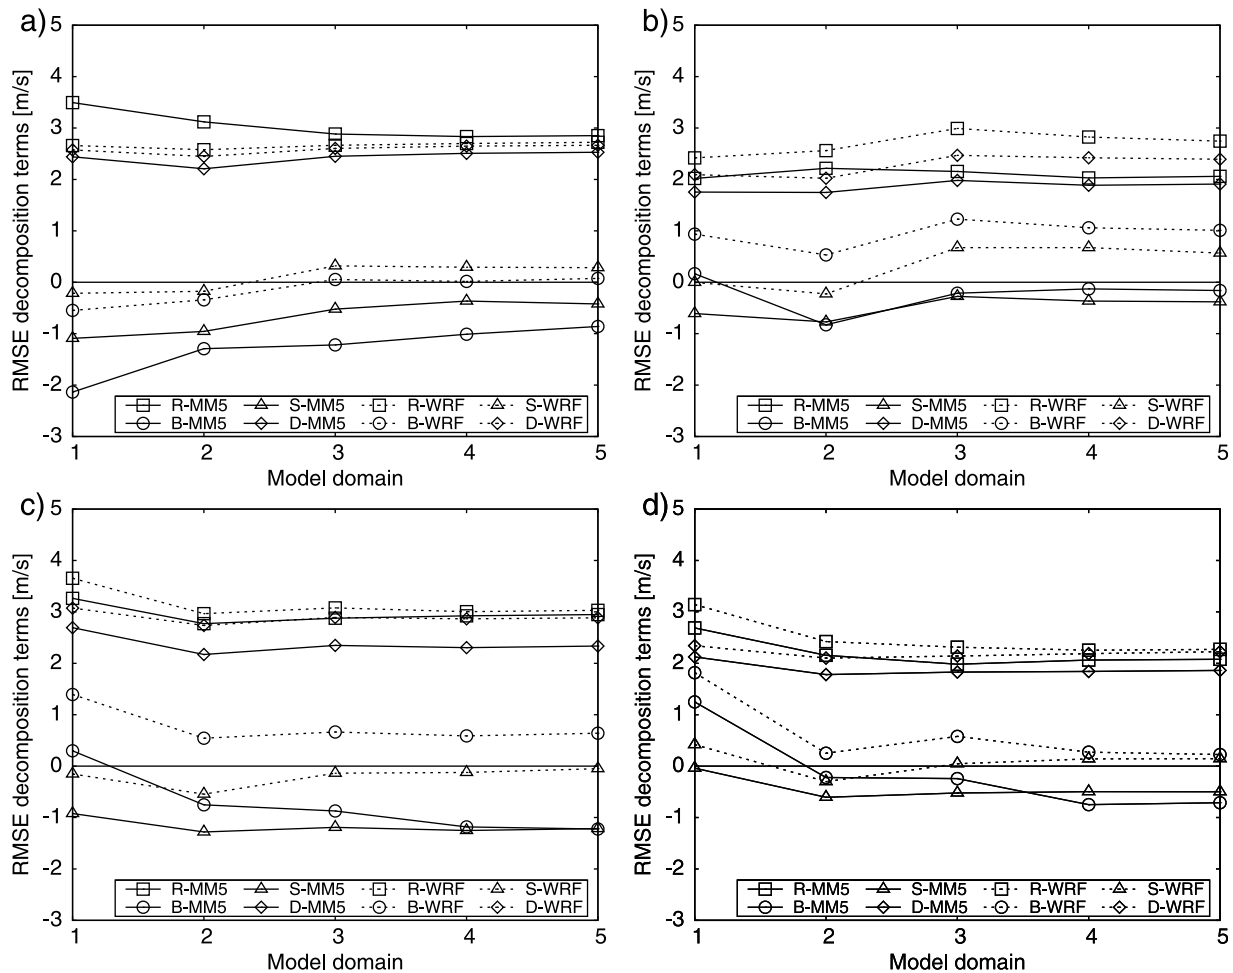 a)
RMSE decomposition terms [m/s]
5
4
3
2
1
0
-1
-2
-3
R-MM5 S-MM5 R-WRF S-WRF
B-MM5 D-MM5 B-WRF D-WRF
1 2 3 4 5
Model domain
b)
RMSE decomposition terms [m/s]
5
4
3
2
1
0
-1
-2
-3
R-MM5 S-MM5 R-WRF S-WRF
B-MM5 D-MM5 B-WRF D-WRF
1 2 3 4 5
Model domain
c)
RMSE decomposition terms [m/s]
5
4
3
2
1
0
-1
-2
-3
R-MM5 S-MM5 R-WRF S-WRF
B-MM5 D-MM5 B-WRF D-WRF
1 2 3 4 5
Model domain
d)
RMSE decomposition terms [m/s]
5
4
3
2
1
0
-1
-2
-3
R-MM5 S-MM5 R-WRF S-WRF
B-MM5 D-MM5 B-WRF D-WRF
1 2 3 4 5
Model domain